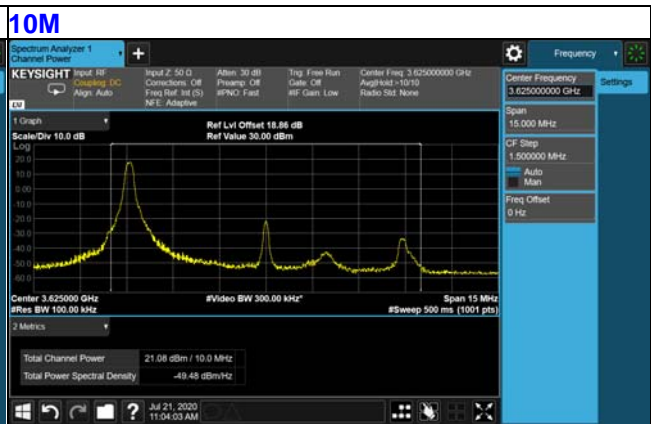 10M
Spectrum Analyzer 1
Channel Power
Frequency
KEYSIGHT
Input: RF
Coupling: DC
Align: Auto
Input Z: 50 Ω
Corrections: Off
Freq Ref: Int (S)
NFE: Adaptive
Atten: 30 dB
Preamp: Off
#PNO: Fast
Trig: Free Run
Gate: Off
#IF Gain: Low
Center Freq: 3.625000000 GHz
Avg|Hold:>10/10
Radio Std: None
Center Frequency
3.625000000 GHz
Settings
Span
15.000 MHz
CF Step
1.500000 MHz
Auto
Man
Freq Offset
0 Hz
1 Graph
Scale/Div 10.0 dB
Ref Lvl Offset 18.86 dB
Ref Value 30.00 dBm
Log
20.0
10.0
0.00
-10.0
-20.0
-30.0
-40.0
-50.0
-60.0
Center 3.625000 GHz
#Res BW 100.00 kHz
#Video BW 300.00 kHz*
Span 15 MHz
#Sweep 500 ms (1001 pts)
2 Metrics
Total Channel Power
21.08 dBm / 10.0 MHz
Total Power Spectral Density
-49.48 dBm/Hz
?
Jul 21, 2020
11:04:03 AM